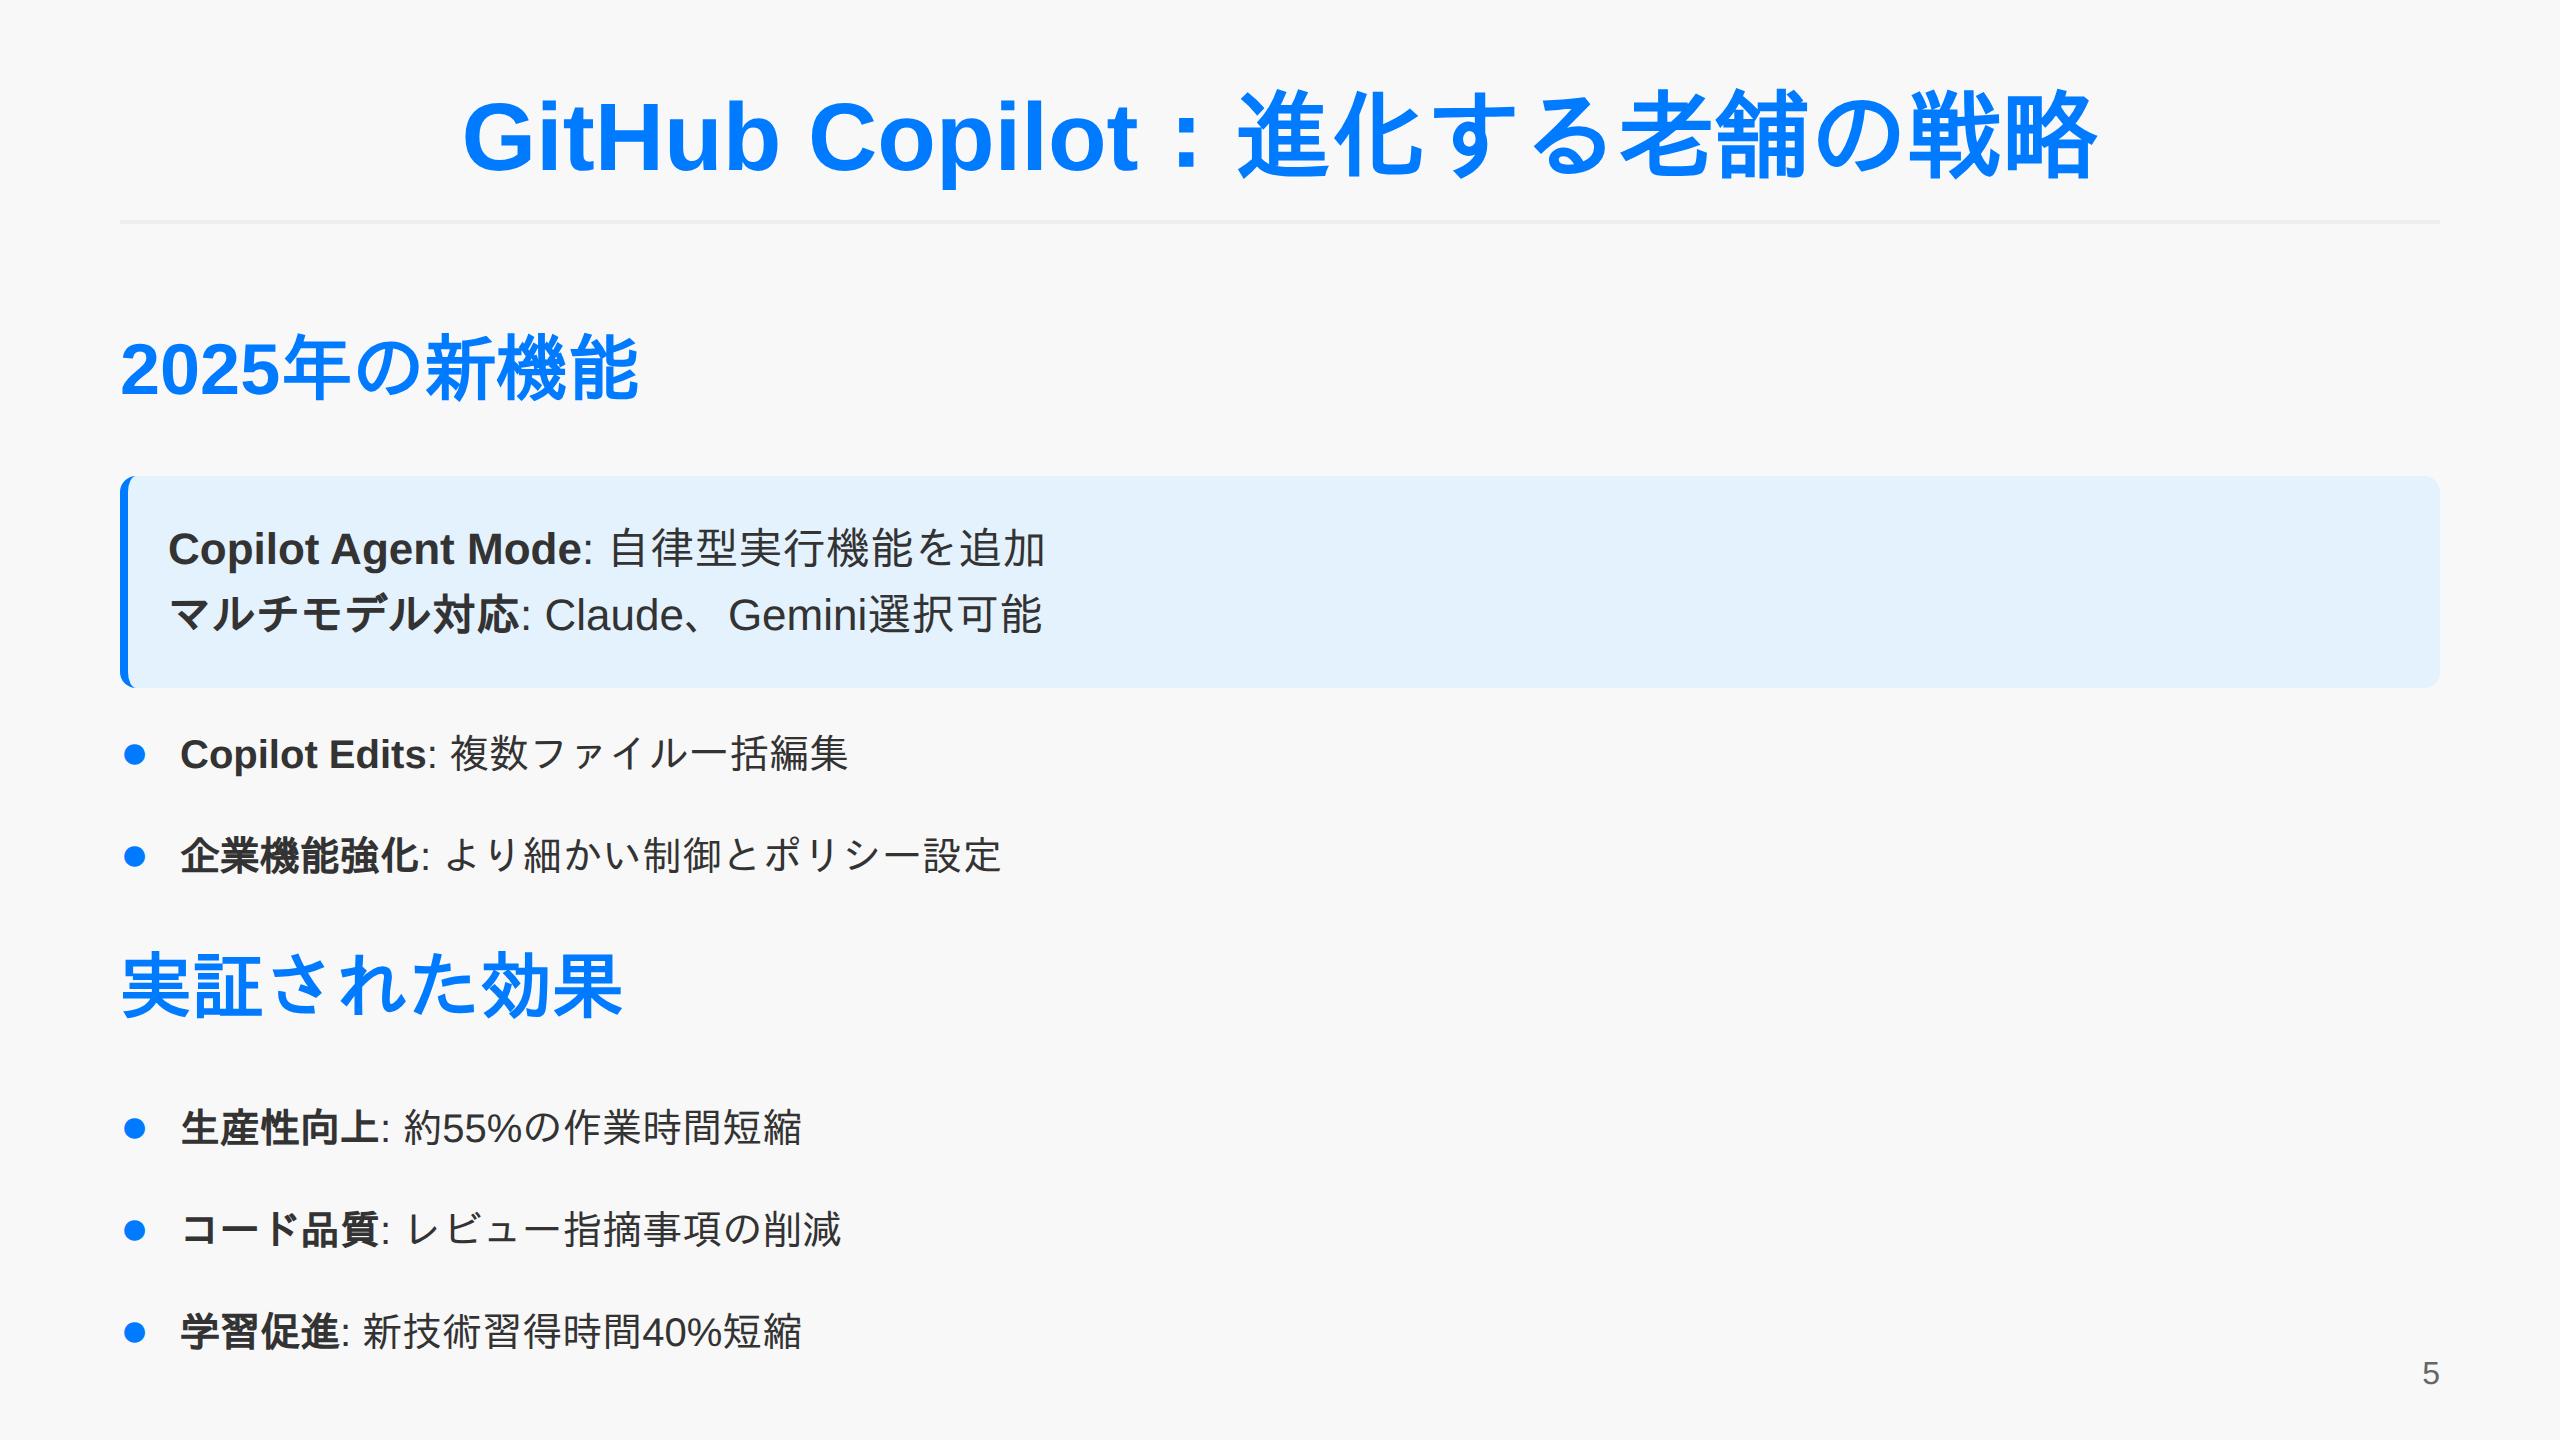 GitHub Copilot：進化する老舗の戦略
2025年の新機能
Copilot Agent Mode: 自律型実行機能を追加
マルチモデル対応: Claude、Gemini選択可能
● Copilot Edits: 複数ファイル一括編集
● 企業機能強化: より細かい制御とポリシー設定
実証された効果
● 生産性向上: 約55%の作業時間短縮
● コード品質: レビュー指摘事項の削減
● 学習促進: 新技術習得時間40%短縮
5